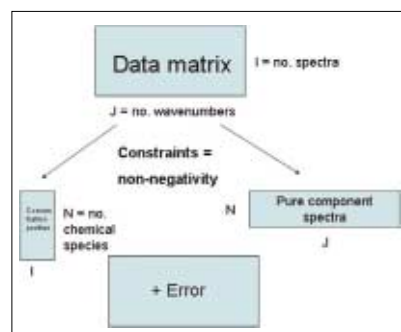 Data matrix
I = no. spectra
J = no. wavenumbers
Constraints =
non-negativity
N = no.
chemical
species
N
Pure component
spectra
I
J
+ Error